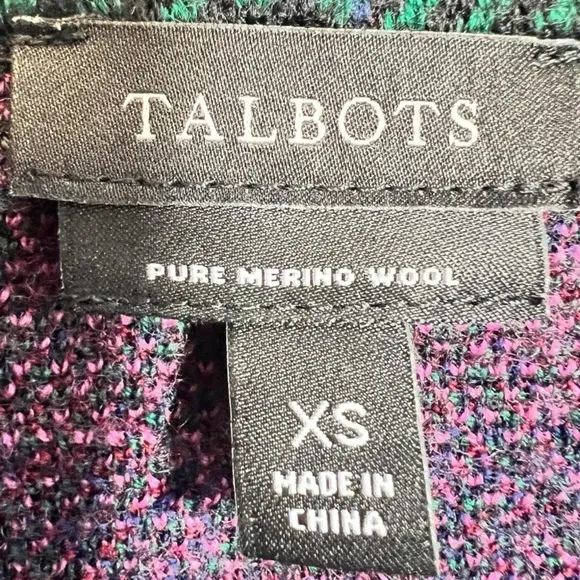 TALBOTS
PURE MERINO WOOL
XS
MADE IN
CHINA